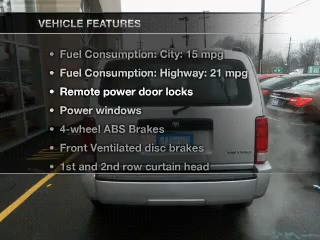 VEHICLE FEATURES
• Fuel Consumption: City: 15 mpg
• Fuel Consumption: Highway: 21 mpg
• Remote power door locks
• Power windows
• 4-wheel ABS Brakes
• Front Ventilated disc brakes
• 1st and 2nd row curtain head